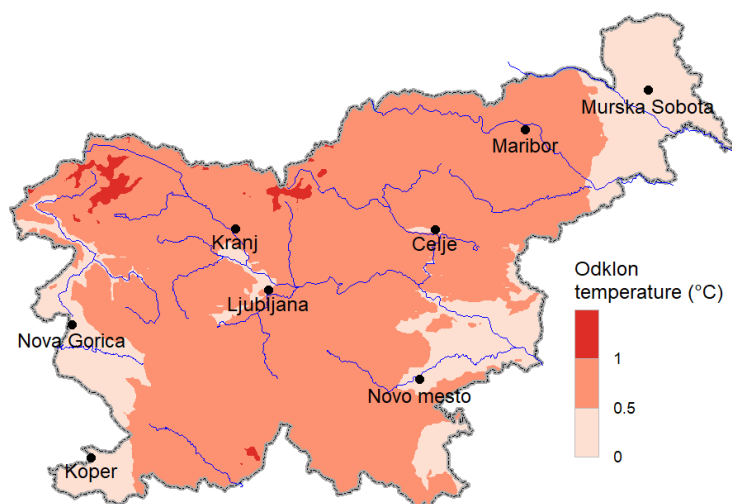 Murska Sobota
Maribor
Kranj
Celje
Ljubljana
Nova Gorica
Novo mesto
Koper
Odklon
temperature (°C)
1
0.5
0